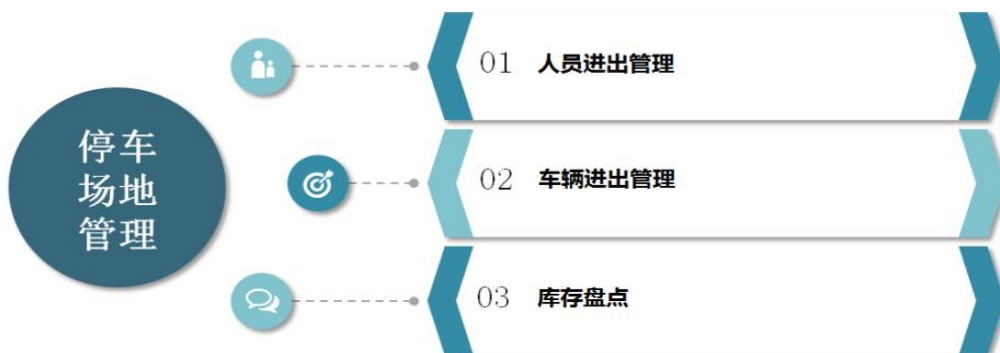 停车
场地
管理
01 人员进出管理
02 车辆进出管理
03 库存盘点